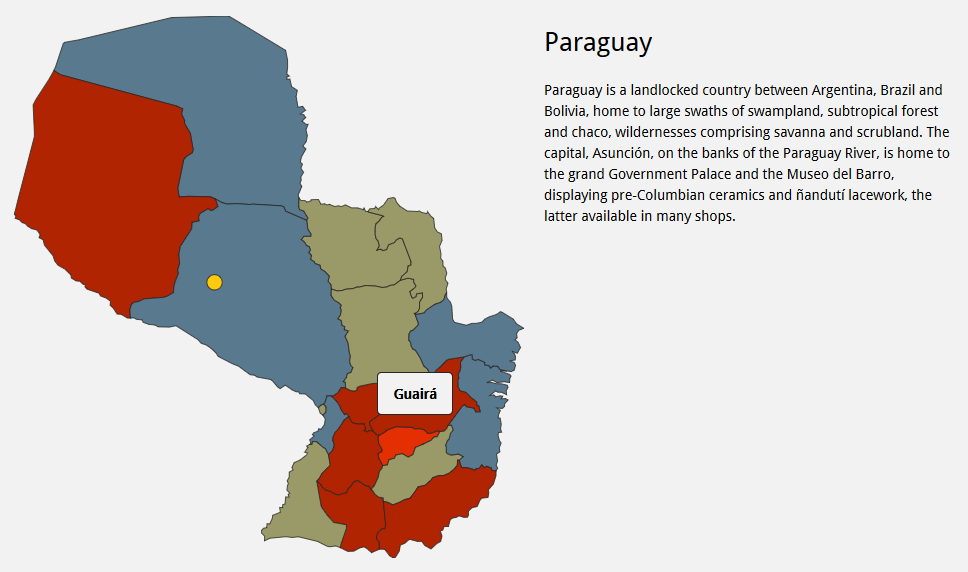 Paraguay
Paraguay is a landlocked country between Argentina, Brazil and
Bolivia, home to large swaths of swampland, subtropical forest
and chaco, wildernesses comprising savanna and scrubland. The
capital, Asunción, on the banks of the Paraguay River, is home to
the grand Government Palace and the Museo del Barro,
displaying pre-Columbian ceramics and ñandutí lacework, the
latter available in many shops.
Guairá